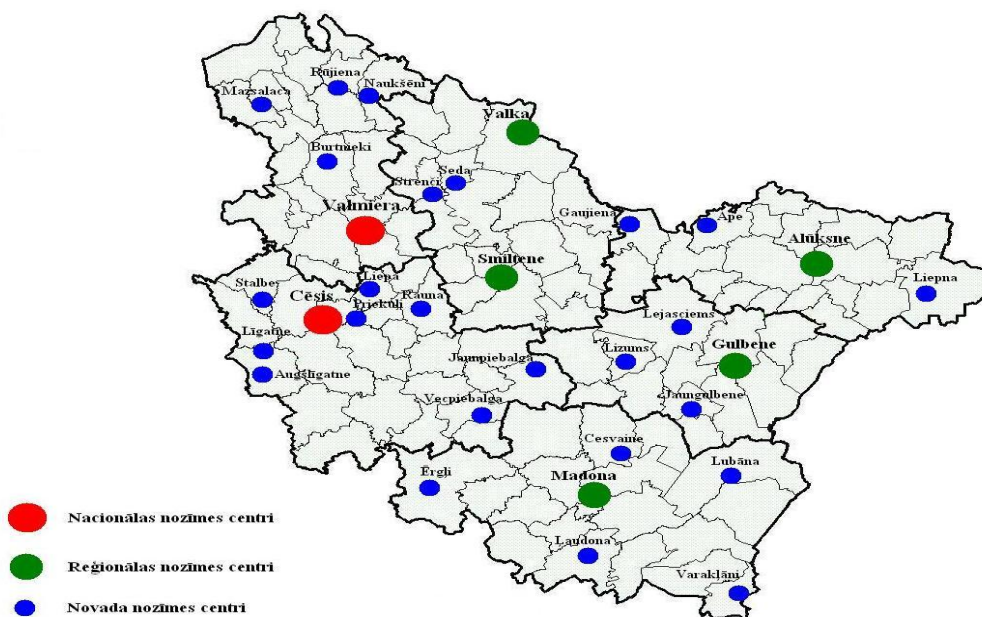 Rūjiena
Naukšēni
Mazsalaca
Valka
Burtnieki
Seda
Strenči
Valmiera
Gaujiena
Ape
Alūksne
Smiltene
Liepa
Liepna
Stalbe
Cēsis
Rauna
Priekuļi
Lejasciems
Līgatne
Lizums
Gulbene
Jaunpiebalga
Augšlīgatne
Jaungulbene
Vecpiebalga
Cesvaine
Ērgļi
Madona
Lubāna
Nacionālas nozīmes centri
Ļaudona
Reģionālas nozīmes centri
Varakļāni
Novada nozīmes centri